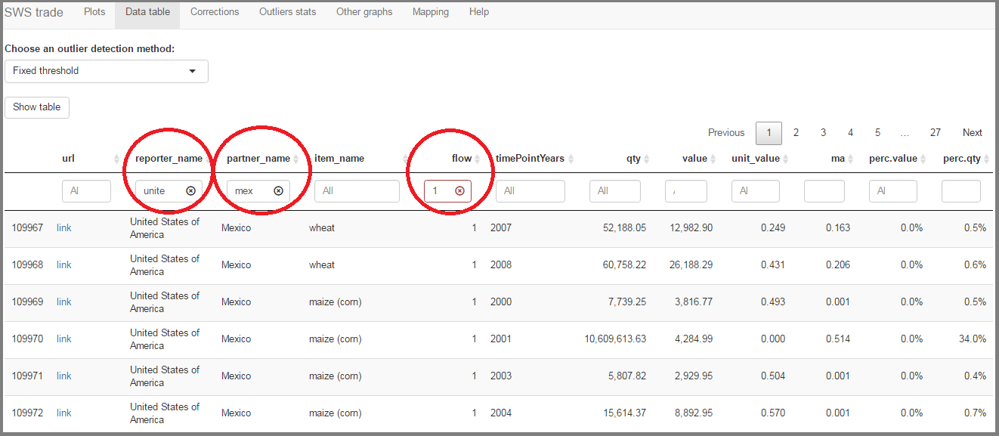 SWS trade Plots Data table Corrections Outliers stats Other graphs Mapping Help
Choose an outlier detection method:
Fixed threshold
Show table
Previous 1 2 3 4 5 ... 27 Next
url reporter_name partner_name item_name flow timePointYears qty value unit_value ma perc.value perc.qty
Al unite mex All 1 All All Al Al
109967 link United States of America Mexico wheat 1 2007 52,188.05 12,982.90 0.249 0.163 0.0% 0.5%
109968 link United States of America Mexico wheat 1 2008 60,758.22 26,188.29 0.431 0.206 0.0% 0.6%
109969 link United States of America Mexico maize (corn) 1 2000 7,739.25 3,816.77 0.493 0.001 0.0% 0.5%
109970 link United States of America Mexico maize (corn) 1 2001 10,609,613.63 4,284.99 0.000 0.514 0.0% 34.0%
109971 link United States of America Mexico maize (corn) 1 2003 5,807.82 2,929.95 0.504 0.001 0.0% 0.4%
109972 link United States of America Mexico maize (corn) 1 2004 15,614.37 8,892.95 0.570 0.001 0.0% 0.7%